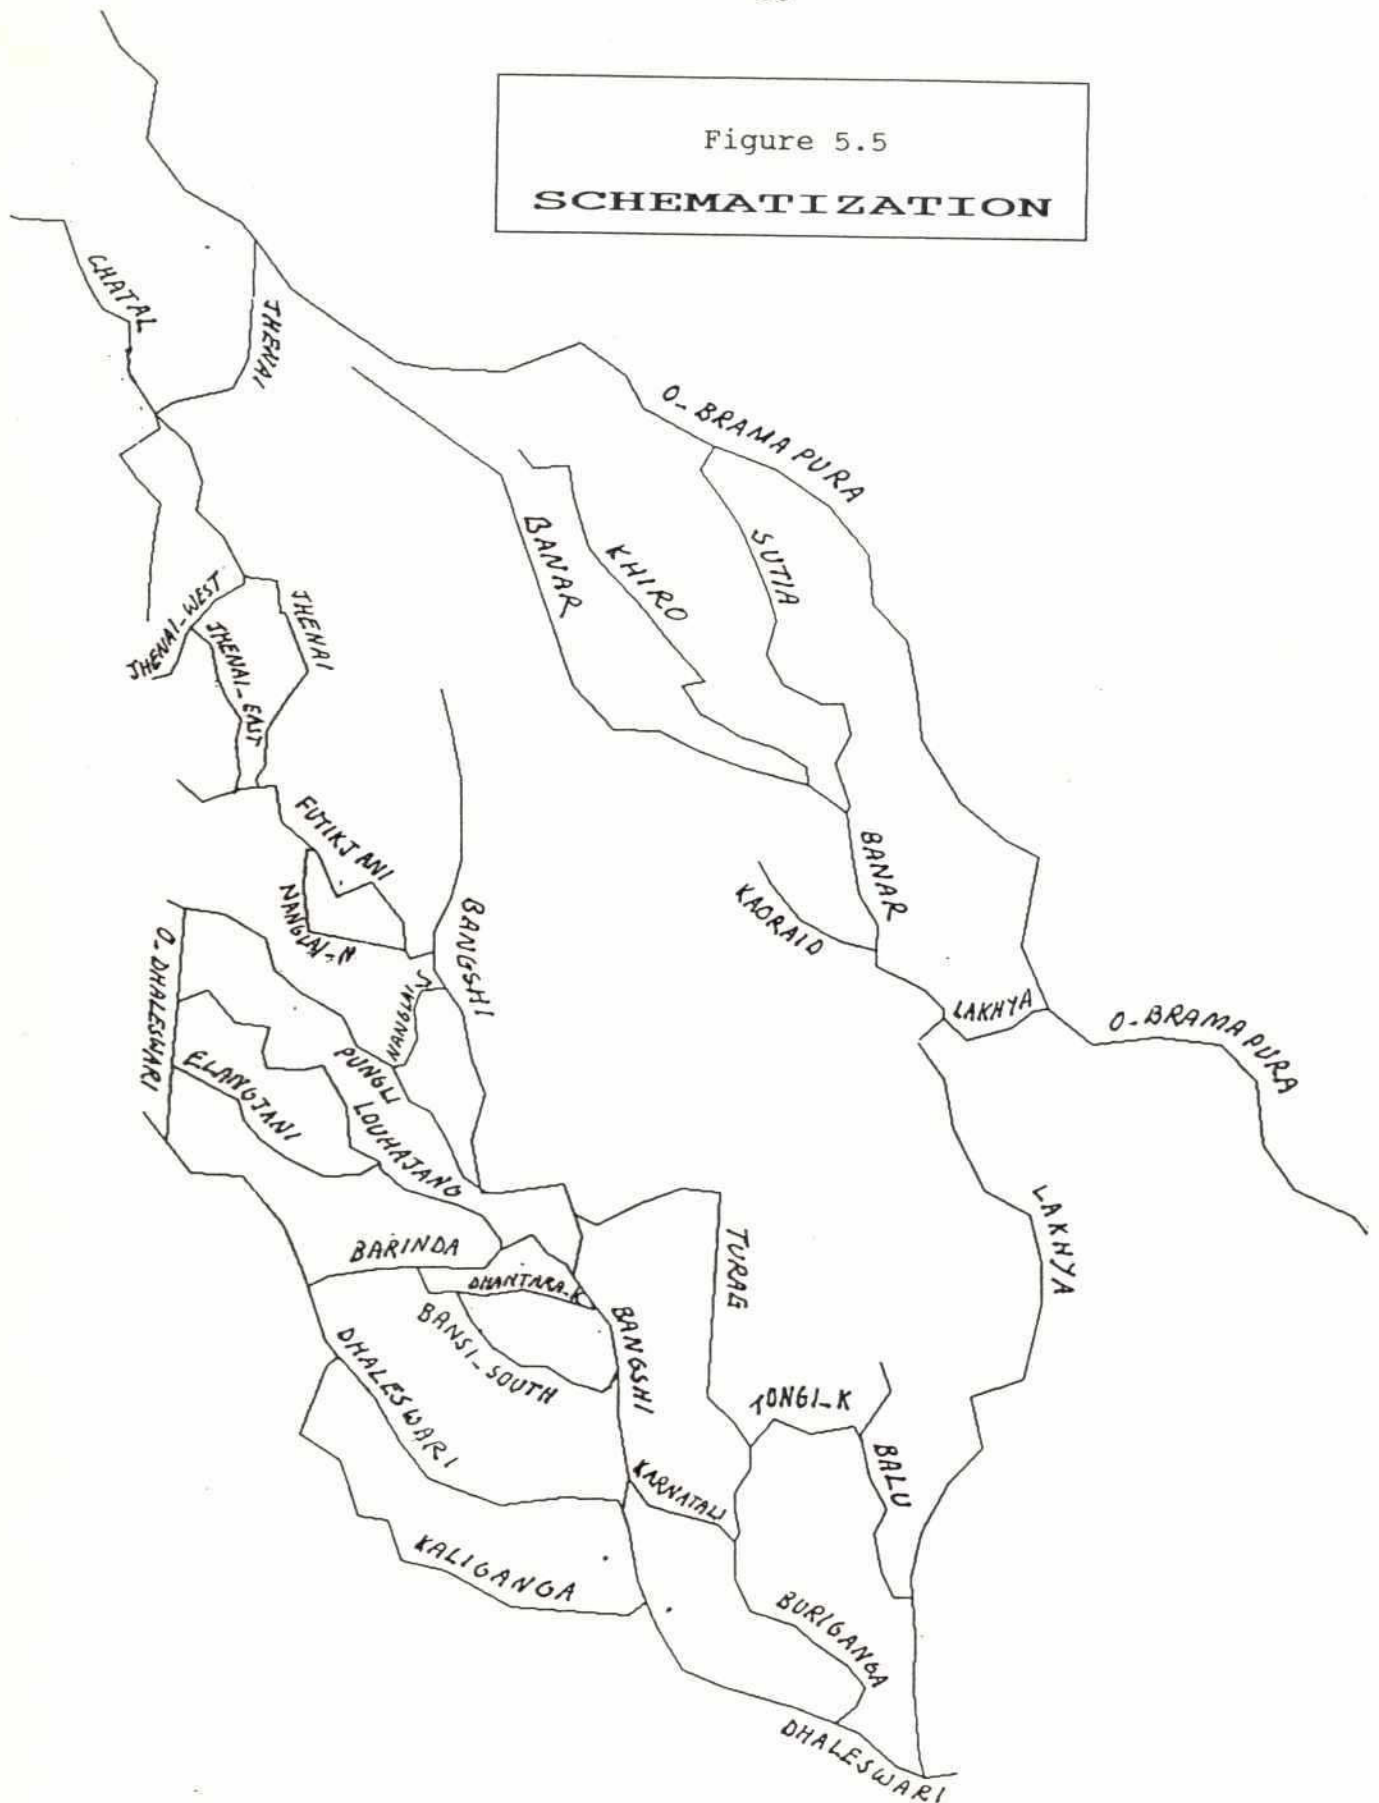 Figure 5.5
SCHEMATIZATION
CHATAL
JHENAI
O-BRAMAPURA
BANAR
KHIRO
SUTIA
JHENAI-WEST
JHENAI-EAST
JHENAI
FUTIKJANI
NANGLAI-N
BANGSHI
BANAR
KAORAID
LAKHYA
O-BRAMAPURA
O-DHALESWARI
NANGLAI S
PUNGLI
ELANGJANI
LOUHAJANG
LAKHYA
BARINDA
DHANTARA-K
TURAG
BANSI-SOUTH
BANGSHI
DHALESWARI
TONGI-K
BALU
KARNATALI
KALIGANGA
BURIGANGA
DHALESWARI